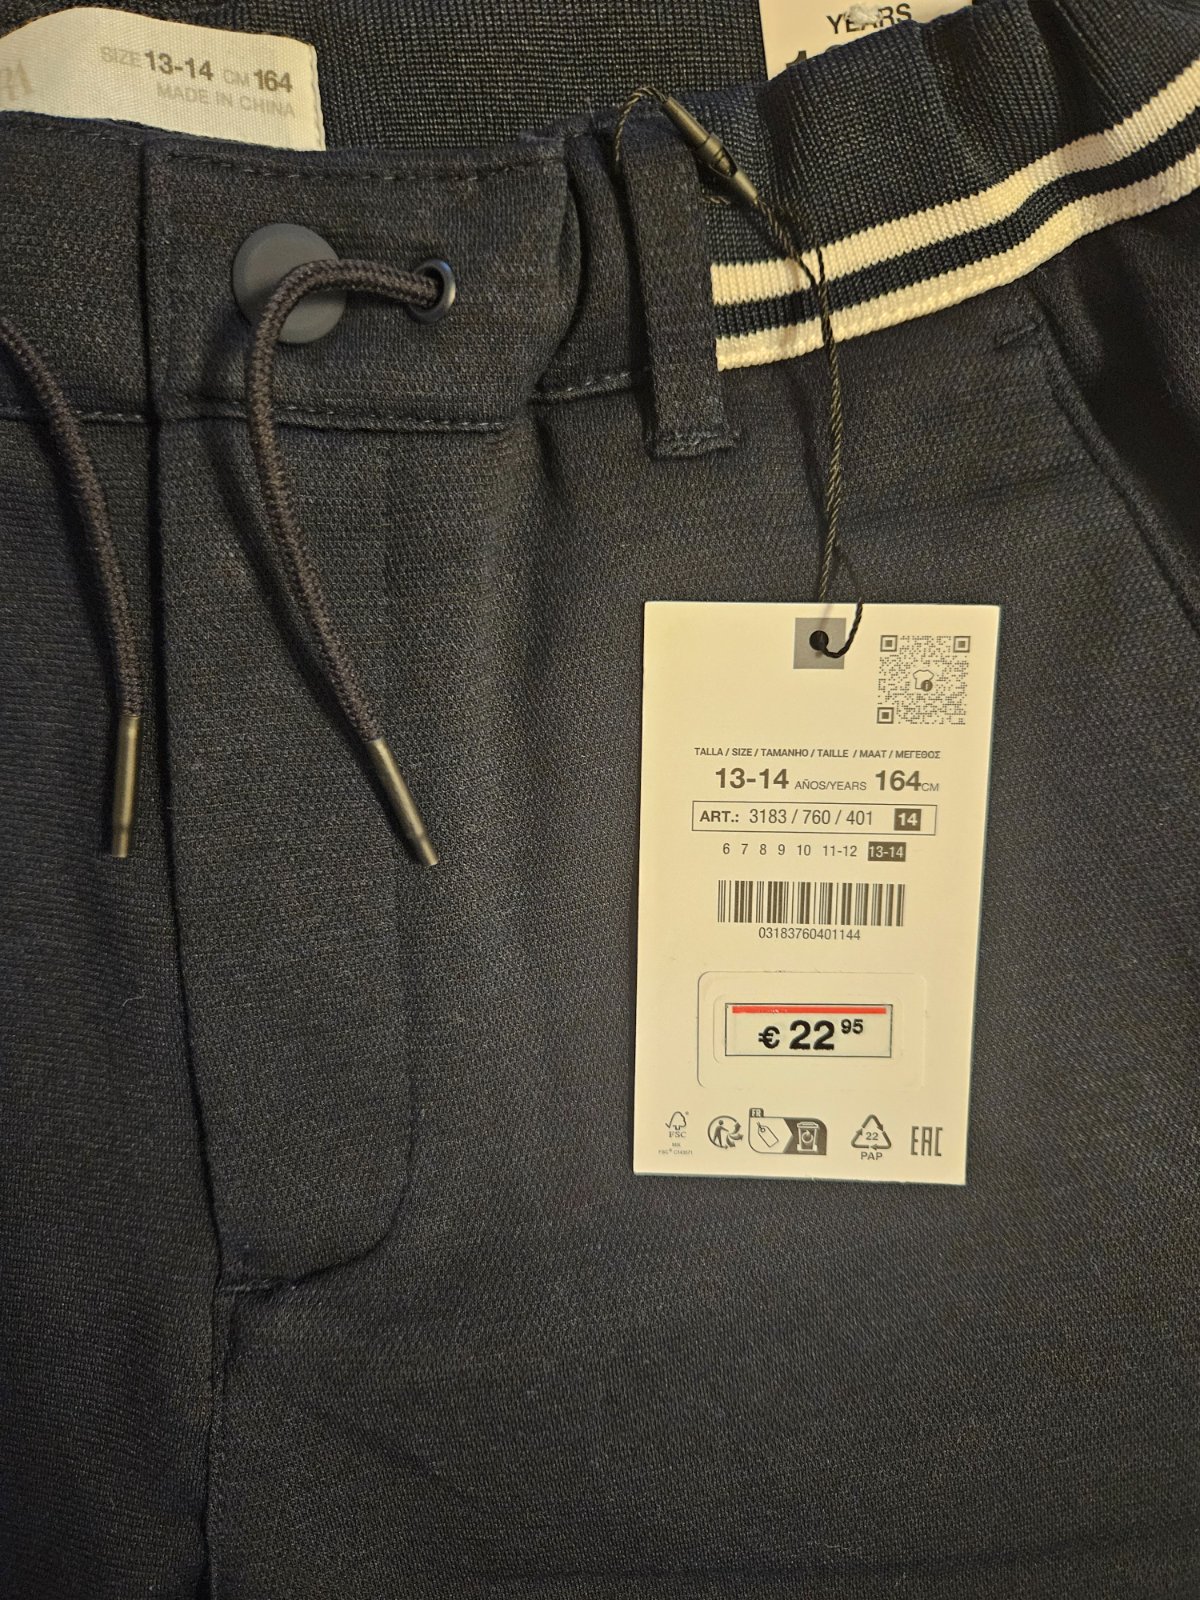 SIZE 13-14 CM 164
MADE IN CHINA
YEARS
TALLA / SIZE / TAMANHO / TAILLE / MAAT / ΜΕΓΕΘΟΣ
13-14 AÑOS/YEARS 164CM
ART.: 3183 / 760 / 401 14
6 7 8 9 10 11-12 13-14
03183760401144
€ 22 95
FR
FSC
MIX
22
PAP
EAC